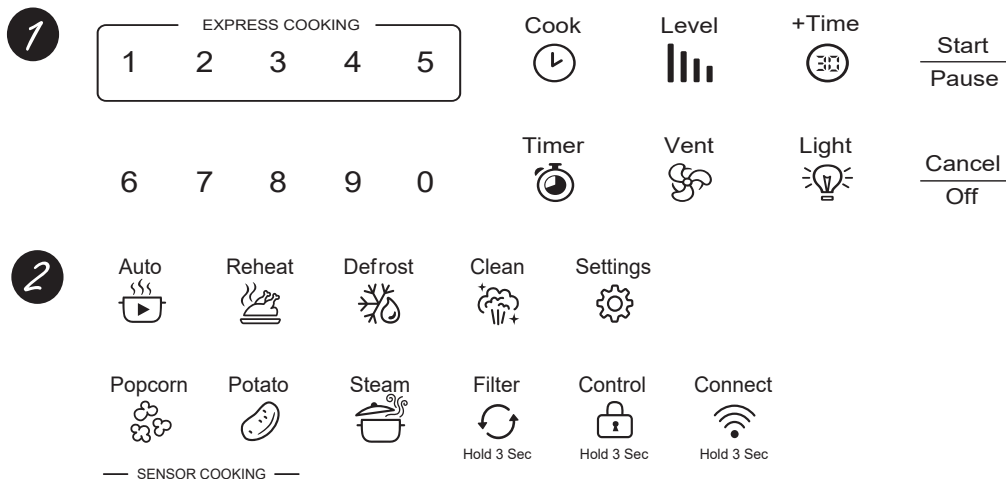 1
EXPRESS COOKING
1 2 3 4 5
Cook Level +Time
30
Start
Pause
6 7 8 9 0
Timer Vent Light
Cancel
Off
2
Auto Reheat Defrost Clean Settings
Popcorn Potato Steam Filter Control Connect
Hold 3 Sec Hold 3 Sec Hold 3 Sec
SENSOR COOKING